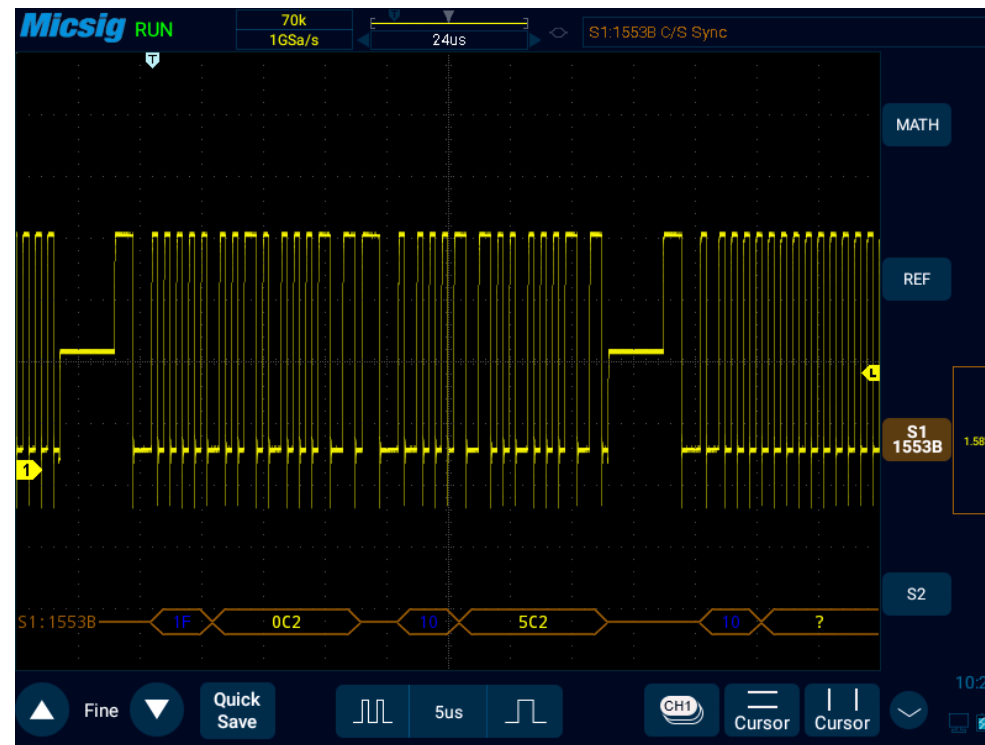 Micsig RUN
70k
1GSa/s
24us
S1:1553B C/S Sync
T
MATH
REF
L
S1
1553B
1.58
1
S2
S1:1553B
1F
0C2
10
5C2
10
?
Fine
Quick
Save
5us
CH1
Cursor
Cursor
10:2